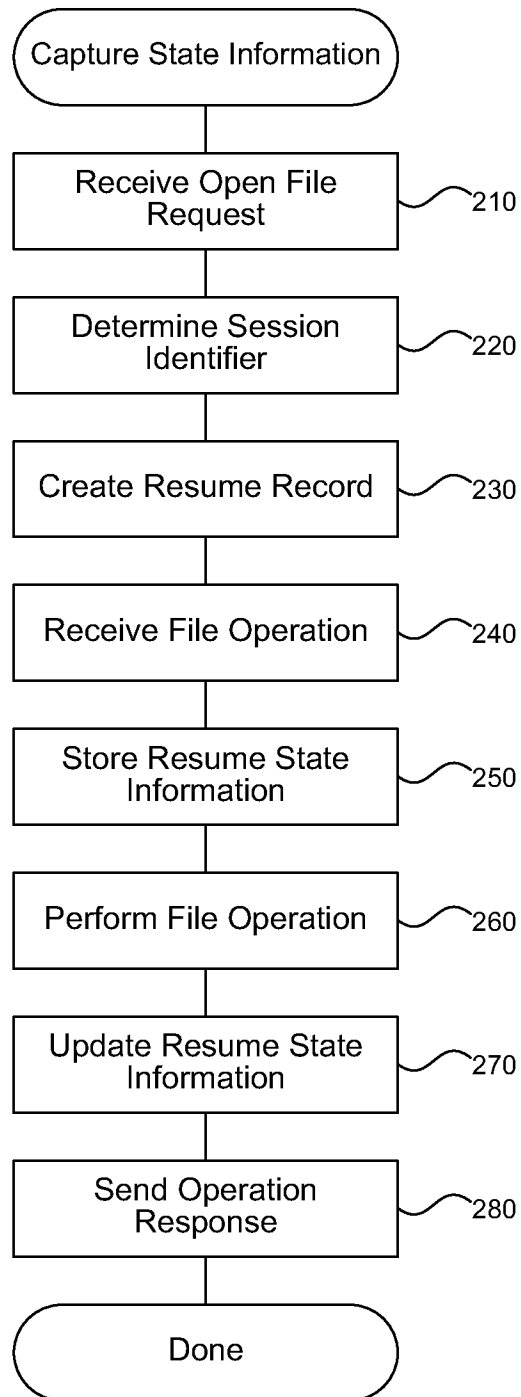 Capture State Information
Receive Open File
Request
210
Determine Session
Identifier
220
Create Resume Record
230
Receive File Operation
240
Store Resume State
Information
250
Perform File Operation
260
Update Resume State
Information
270
Send Operation
Response
280
Done